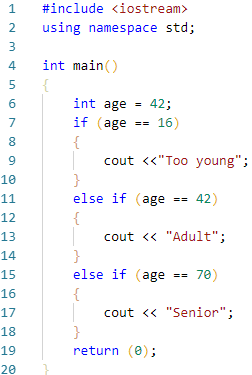 1 #include <iostream>
2 using namespace std;
3
4 int main()
5 {
6     int age = 42;
7     if (age == 16)
8     {
9         cout <<"Too young";
10     }
11     else if (age == 42)
12     {
13         cout << "Adult";
14     }
15     else if (age == 70)
16     {
17         cout << "Senior";
18     }
19     return (0);
20 }